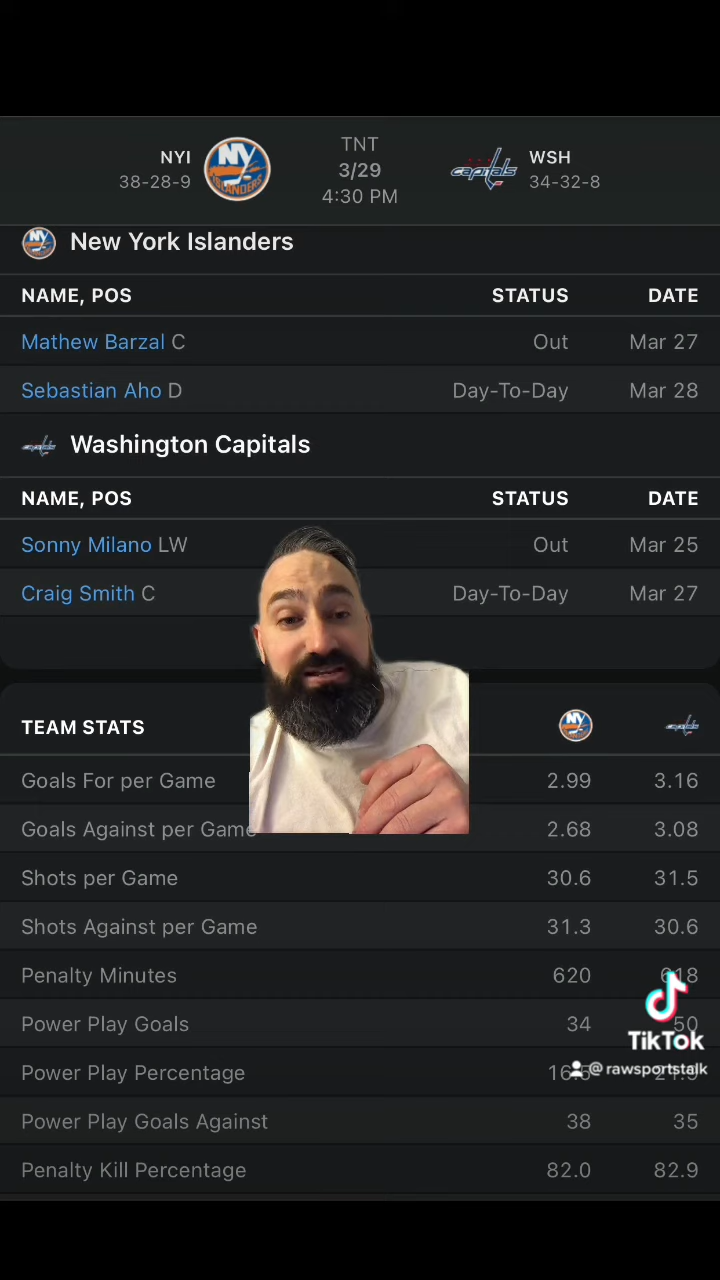 NYI
38-28-9
NY
ISLANDERS
TNT
3/29
4:30 PM
capitals
WSH
34-32-8
New York Islanders
NAME, POS STATUS DATE
Mathew Barzal C Out Mar 27
Sebastian Aho D Day-To-Day Mar 28
Washington Capitals
NAME, POS STATUS DATE
Sonny Milano LW Out Mar 25
Craig Smith C Day-To-Day Mar 27
TEAM STATS
Goals For per Game 2.99 3.16
Goals Against per Game 2.68 3.08
Shots per Game 30.6 31.5
Shots Against per Game 31.3 30.6
Penalty Minutes 620 618
Power Play Goals 34 50
TikTok
Power Play Percentage
@rawsportstalk
Power Play Goals Against 38 35
Penalty Kill Percentage 82.0 82.9